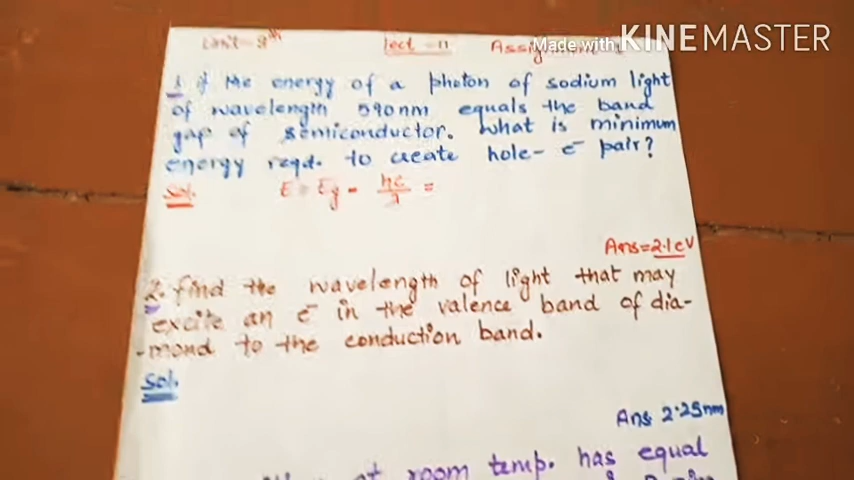 Unit-9th Lect-11 Assignment
Made with KINEMASTER
1. if the energy of a photon of sodium light
of wavelength 590nm equals the band
gap of semiconductor. What is minimum
energy reqd. to create hole- e⁻ pair?
Sol. E = Eg = hc/λ =
Ans=2.1eV
2. find the wavelength of light that may
excite an e⁻ in the valence band of dia-
-mond to the conduction band.
Sol.
Ans 2.25nm
at room temp. has equal